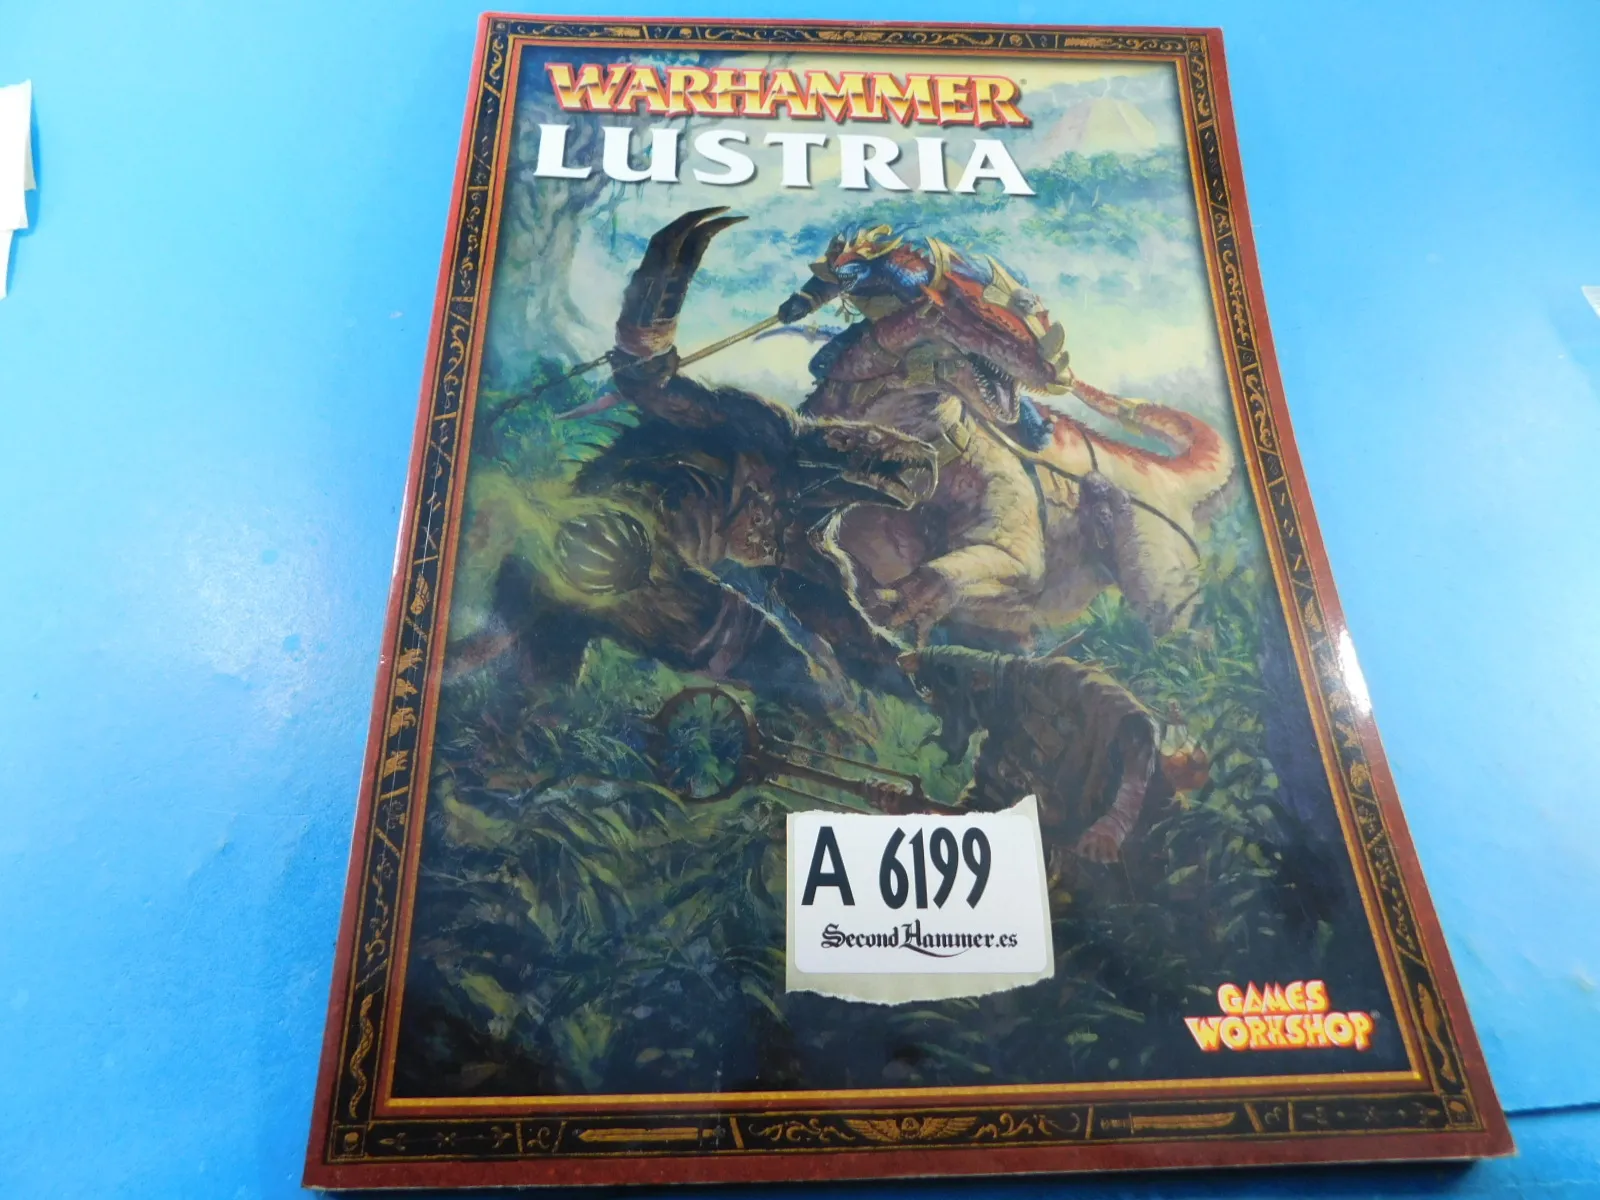 WARHAMMER
LUSTRIA
A 6199
SecondHammer.es
GAMES
WORKSHOP